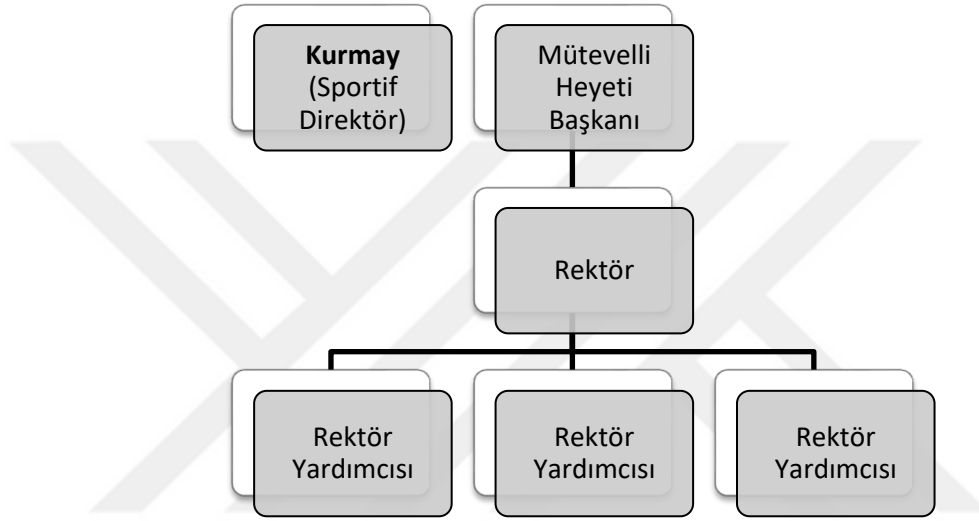 Kurmay
(Sportif
Direktör)
Mütevelli
Heyeti
Başkanı
Rektör
Rektör
Yardımcısı
Rektör
Yardımcısı
Rektör
Yardımcısı